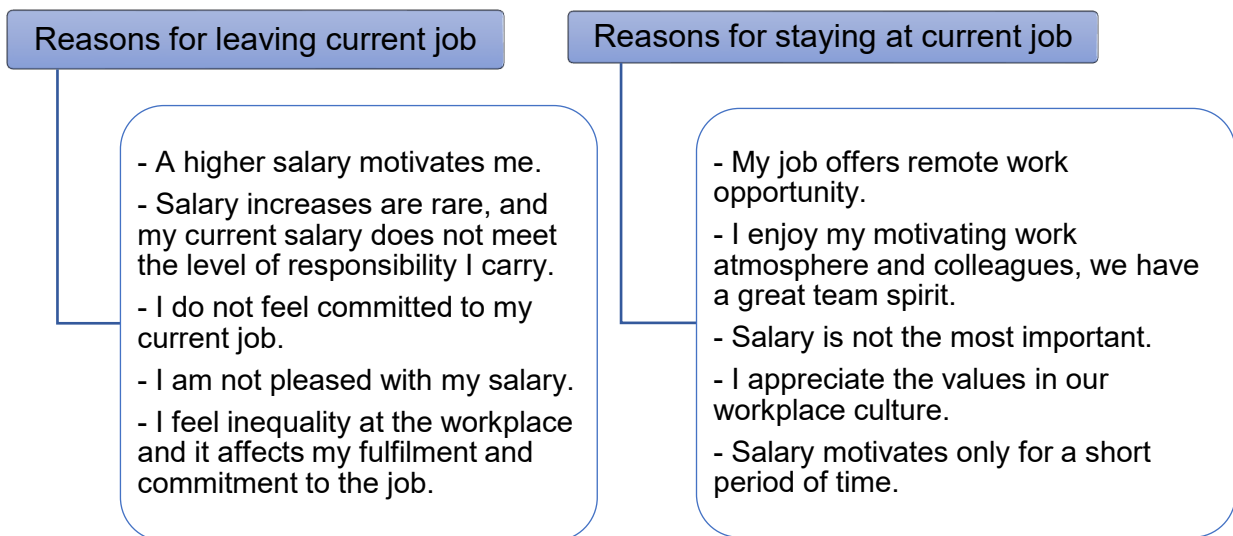 Reasons for leaving current job
- A higher salary motivates me.
- Salary increases are rare, and
my current salary does not meet
the level of responsibility I carry.
- I do not feel committed to my
current job.
- I am not pleased with my salary.
- I feel inequality at the workplace
and it affects my fulfilment and
commitment to the job.
Reasons for staying at current job
- My job offers remote work
opportunity.
- I enjoy my motivating work
atmosphere and colleagues, we have
a great team spirit.
- Salary is not the most important.
- I appreciate the values in our
workplace culture.
- Salary motivates only for a short
period of time.